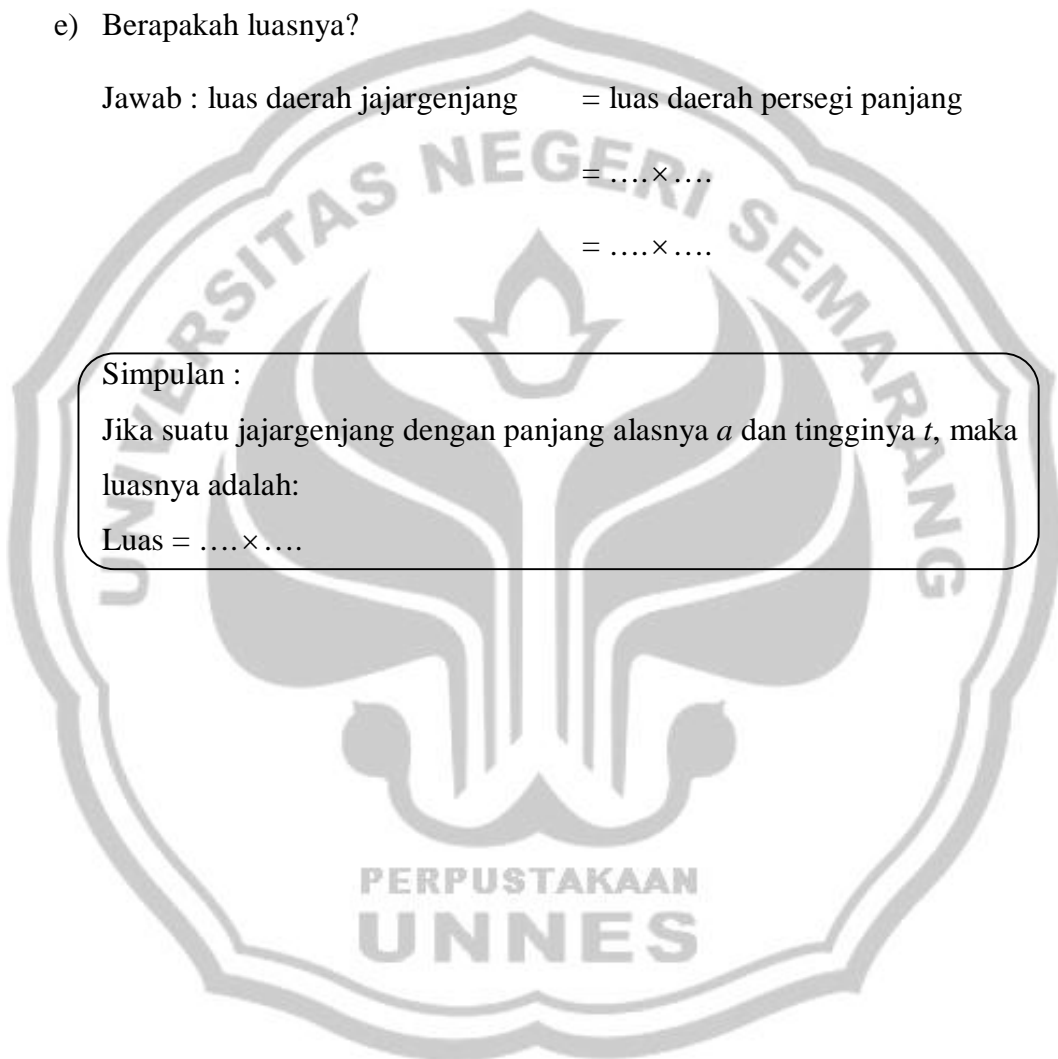 e) Berapakah luasnya?
Jawab : luas daerah jajargenjang = luas daerah persegi panjang
= ….×….
= ….×….
Simpulan :
Jika suatu jajargenjang dengan panjang alasnya a dan tingginya t, maka
luasnya adalah:
Luas = ….×….
UNIVERSITAS NEGERI SEMARANG
PERPUSTAKAAN
UNNES